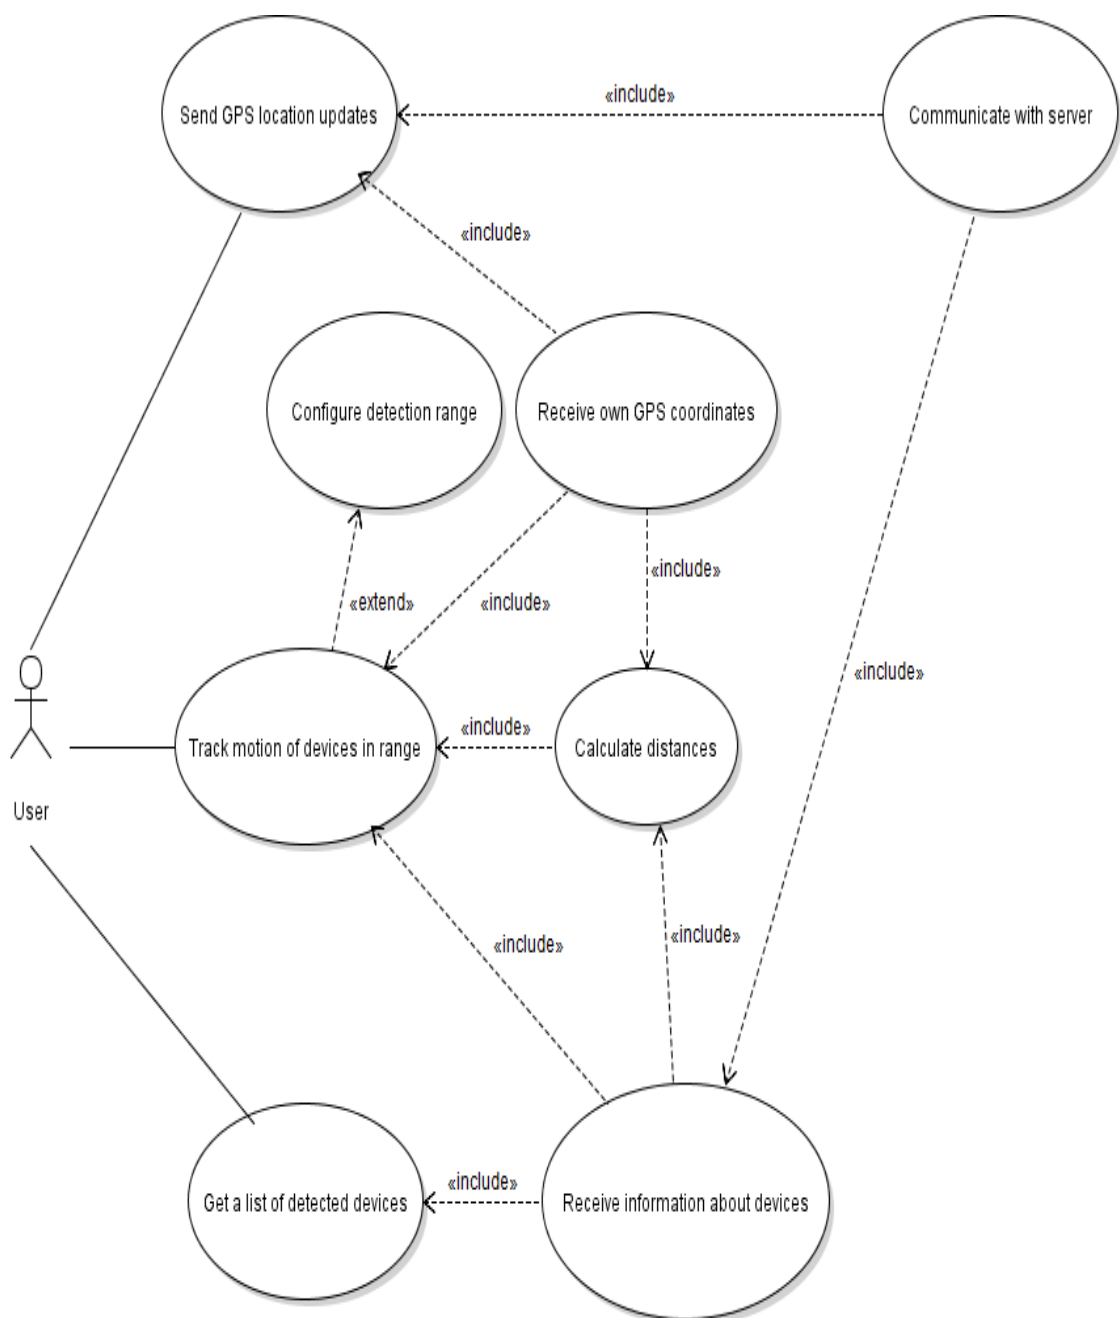 Send GPS location updates
«include»
Communicate with server
«include»
Configure detection range
Receive own GPS coordinates
«extend»
«include»
«include»
«include»
User
Track motion of devices in range
«include»
Calculate distances
«include»
«include»
Get a list of detected devices
«include»
Receive information about devices